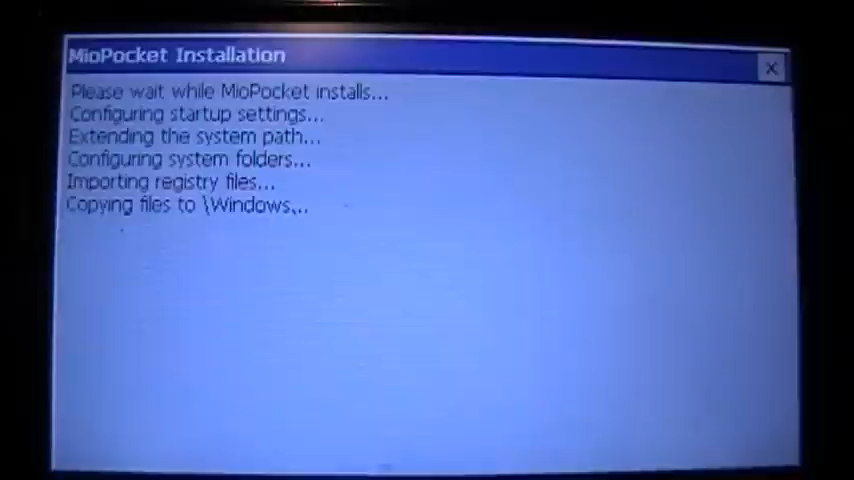 MioPocket Installation
Please wait while MioPocket installs...
Configuring startup settings...
Extending the system path...
Configuring system folders...
Importing registry files...
Copying files to \Windows...